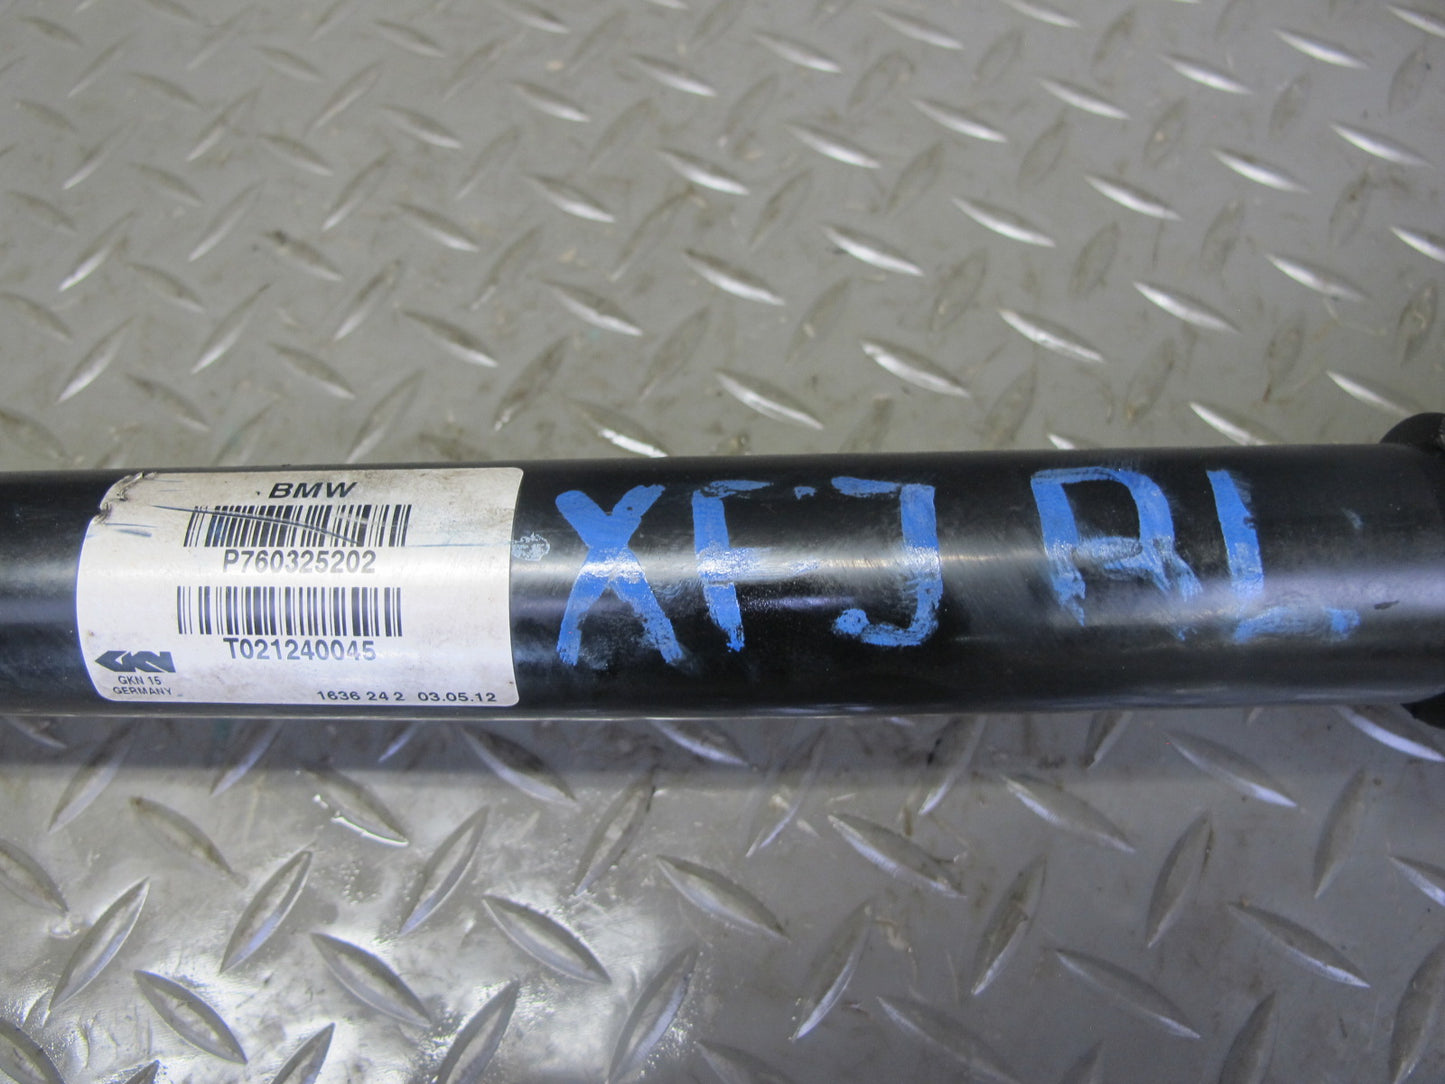 BMW
P760325202
T021240045
GKN
GKN 15
GERMANY
1636 24 2 03.05.12
XFJ RL